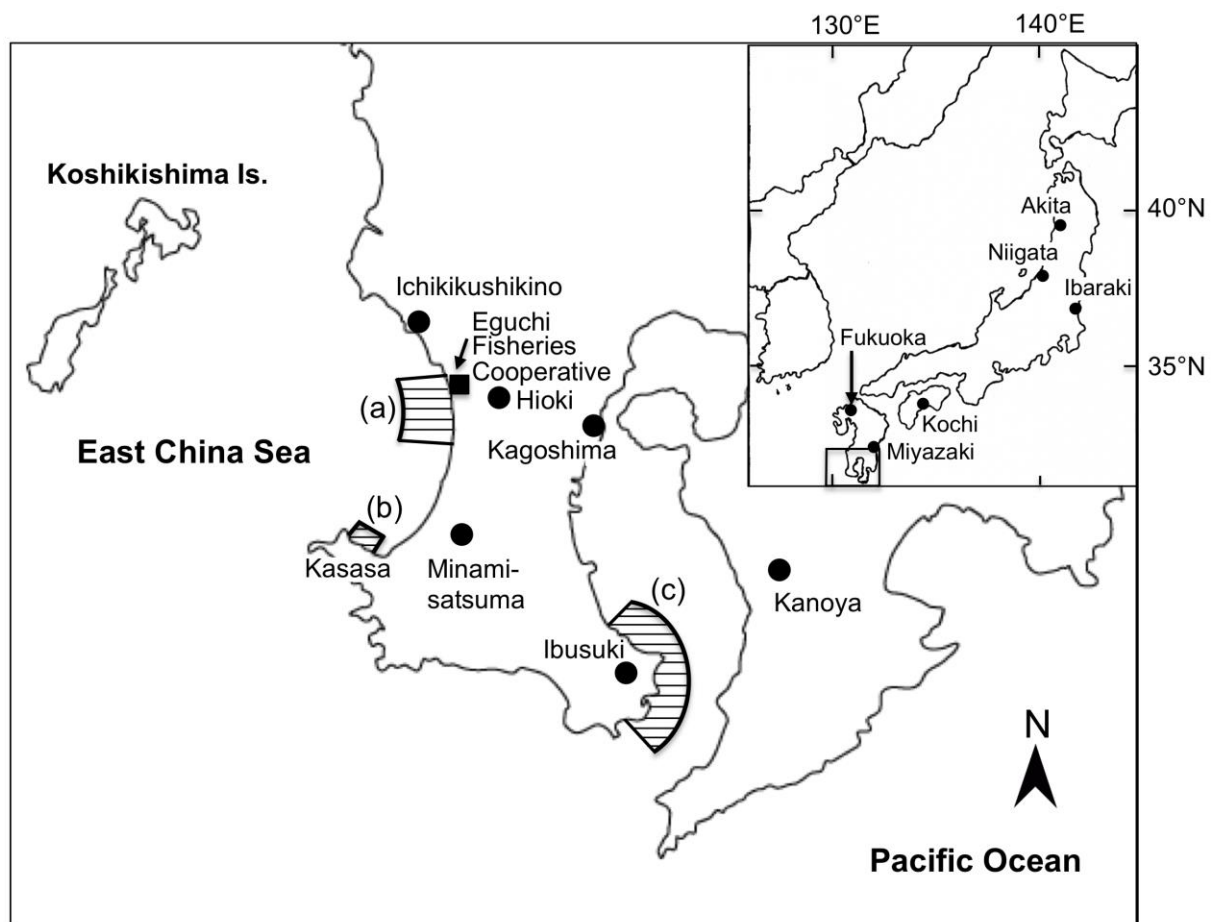 130°E
140°E
Koshikishima Is.
40°N
Akita
Niigata
Ibaraki
Ichikikushikino
Eguchi
Fisheries
Cooperative
Fukuoka
35°N
(a)
Hioki
Kochi
Kagoshima
Miyazaki
East China Sea
(b)
Kasasa
Minami-
satsuma
(c)
Kanoya
Ibusuki
N
Pacific Ocean